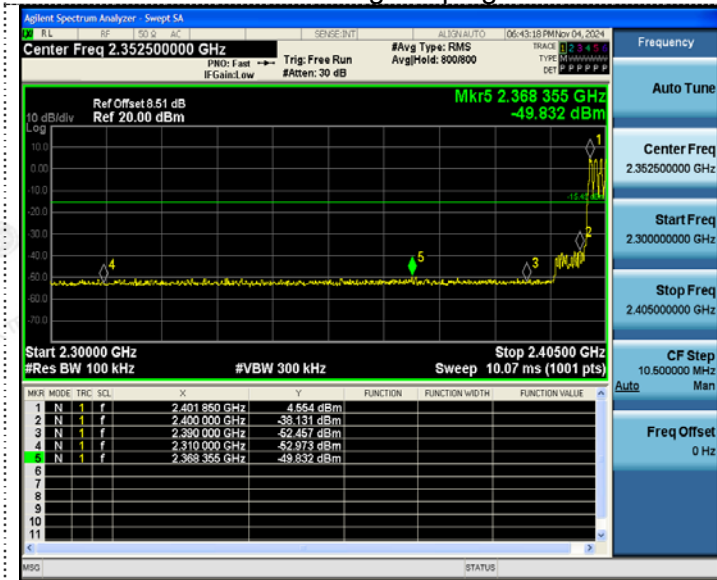 Agilent Spectrum Analyzer - Swept SA
RL RF 50 Ω AC SENSE:INT ALIGNAUTO 06:43:18 PM Nov 04, 2024
Center Freq 2.352500000 GHz #Avg Type: RMS TRACE 1 2 3 4 5 6
PNO: Fast Trig: Free Run Avg|Hold: 800/800 TYPE M
IFGain:Low #Atten: 30 dB DET P P P P P P
Mkr5 2.368 355 GHz
Ref Offset 8.51 dB
10 dB/div Ref 20.00 dBm -49.832 dBm
Log
10.0
0.00
-10.0
-20.0
-30.0
-40.0
-50.0
-60.0
-70.0
1
2
3
4
5
Start 2.30000 GHz Stop 2.40500 GHz
#Res BW 100 kHz #VBW 300 kHz Sweep 10.07 ms (1001 pts)
MKR MODE TRC SCL X Y FUNCTION FUNCTION WIDTH FUNCTION VALUE
1 N 1 f 2.401 850 GHz 4.554 dBm
2 N 1 f 2.400 000 GHz -38.131 dBm
3 N 1 f 2.390 000 GHz -52.457 dBm
4 N 1 f 2.310 000 GHz -52.973 dBm
5 N 1 f 2.368 355 GHz -49.832 dBm
6
7
8
9
10
11
MSG STATUS
Frequency
Auto Tune
Center Freq
2.352500000 GHz
Start Freq
2.300000000 GHz
Stop Freq
2.405000000 GHz
CF Step
10.500000 MHz
Auto Man
Freq Offset
0 Hz